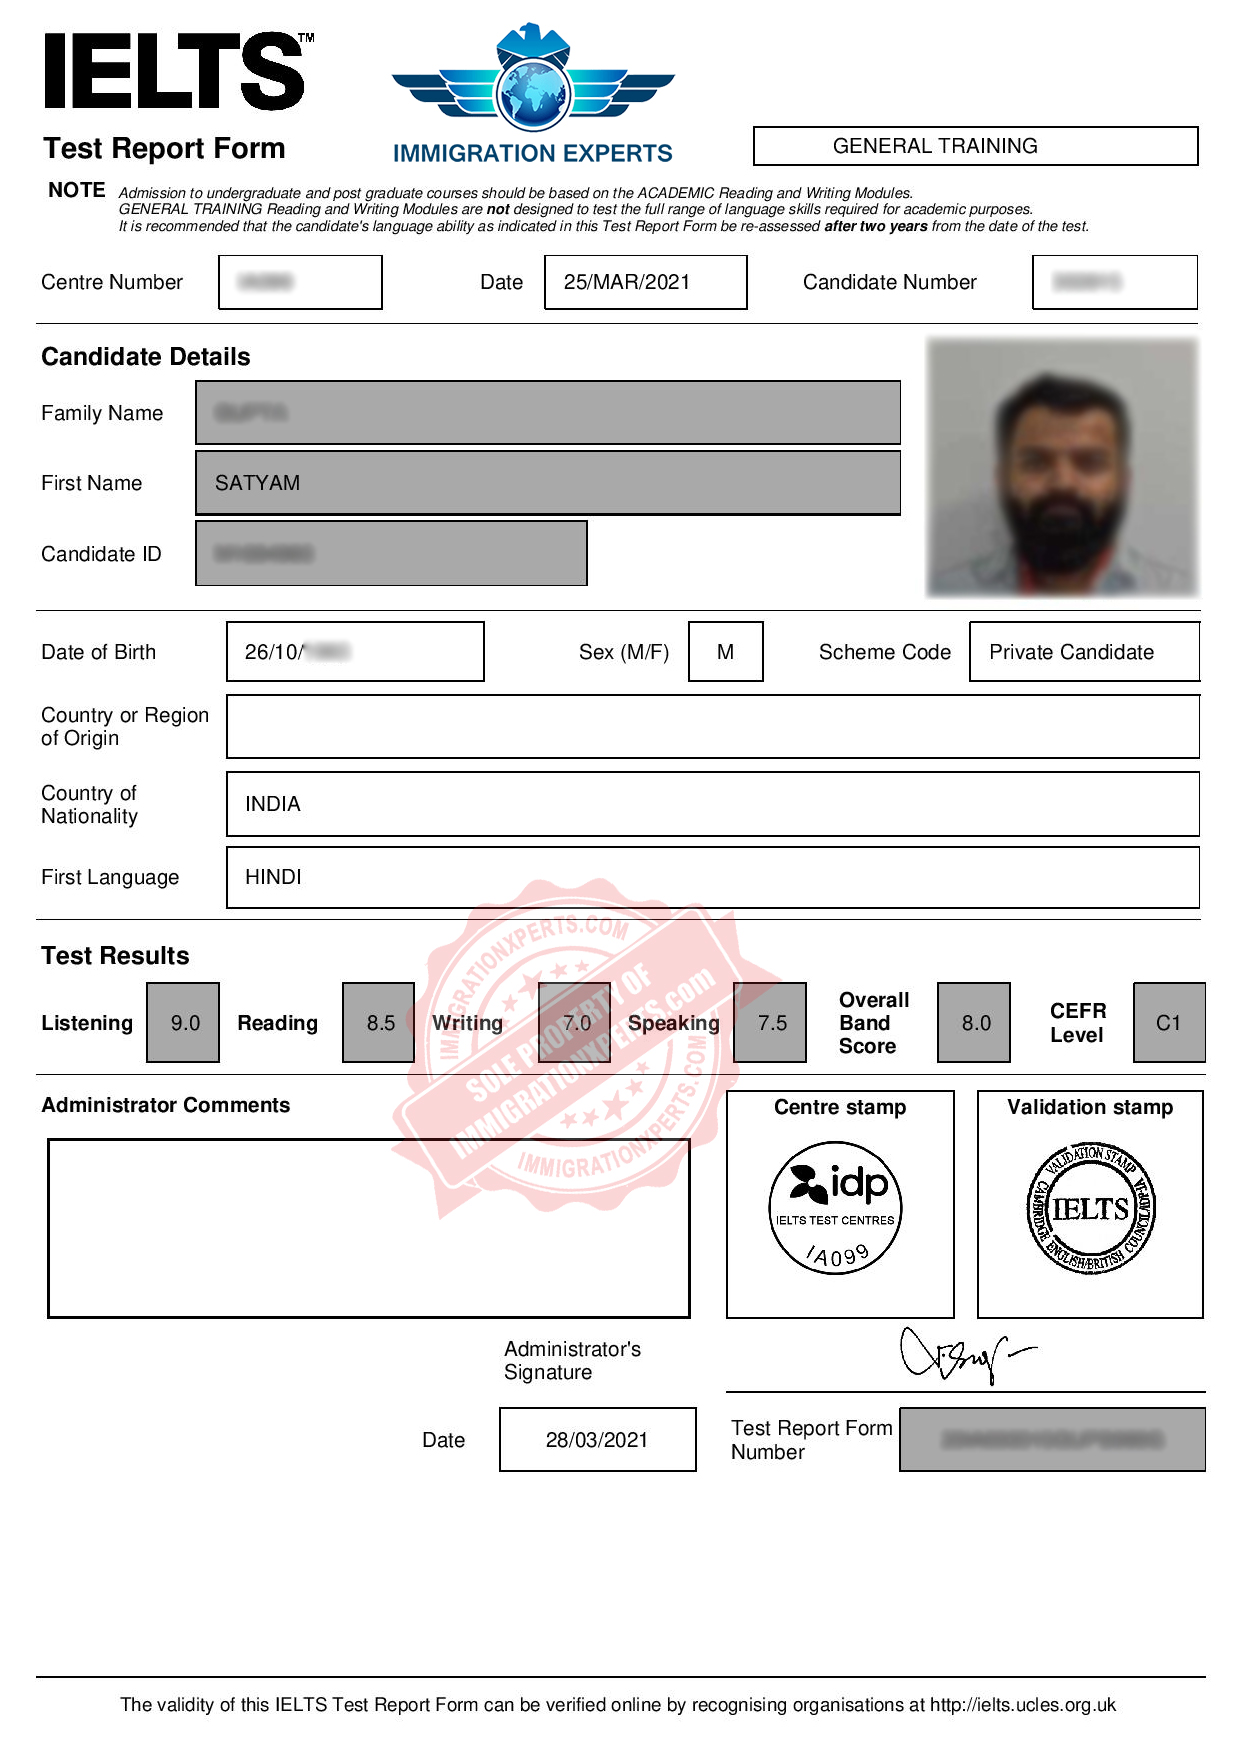 IELTS™
IMMIGRATION EXPERTS
Test Report Form
GENERAL TRAINING
NOTE Admission to undergraduate and post graduate courses should be based on the ACADEMIC Reading and Writing Modules.
GENERAL TRAINING Reading and Writing Modules are not designed to test the full range of language skills required for academic purposes.
It is recommended that the candidate's language ability as indicated in this Test Report Form be re-assessed after two years from the date of the test.
Centre Number Date 25/MAR/2021 Candidate Number
Candidate Details
Family Name
First Name SATYAM
Candidate ID
Date of Birth 26/10/ Sex (M/F) M Scheme Code Private Candidate
Country or Region
of Origin
Country of
Nationality
INDIA
First Language HINDI
Test Results
Listening 9.0 Reading 8.5 Writing 7.0 Speaking 7.5
Overall
Band
Score
8.0
CEFR
Level
C1
IMMIGRATIONXPERTS.COM
SOLE PROPERTY OF
IMMIGRATIONXPERTS.com
IMMIGRATIONXPERTS.COM
Administrator Comments
Centre stamp
idp
IELTS TEST CENTRES
IA099
Validation stamp
VALIDATION STAMP
IELTS
CAMBRIDGE ENGLISH/BRITISH COUNCIL/IDP:IA
Administrator's
Signature
Date 28/03/2021
Test Report Form
Number
The validity of this IELTS Test Report Form can be verified online by recognising organisations at http://ielts.ucles.org.uk